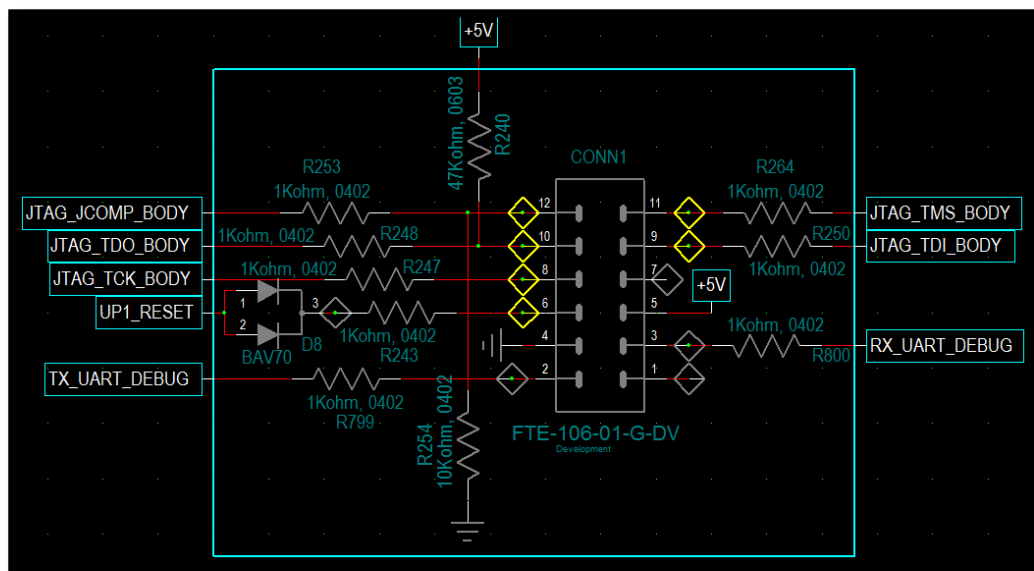 +5V
47Kohm, 0603
R240
CONN1
R253
1Kohm, 0402
R264
1Kohm, 0402
JTAG_JCOMP_BODY
12
11
JTAG_TMS_BODY
JTAG_TDO_BODY
1Kohm, 0402
R248
10
9
R250
JTAG_TDI_BODY
JTAG_TCK_BODY
1Kohm, 0402
R247
8
7
1Kohm, 0402
+5V
UP1_RESET
1
2
3
D8
BAV70
1Kohm, 0402
R243
6
5
4
3
1Kohm, 0402
R800
RX_UART_DEBUG
TX_UART_DEBUG
1Kohm, 0402
R799
2
1
R254
10Kohm, 0402
FTE-106-01-G-DV
Development